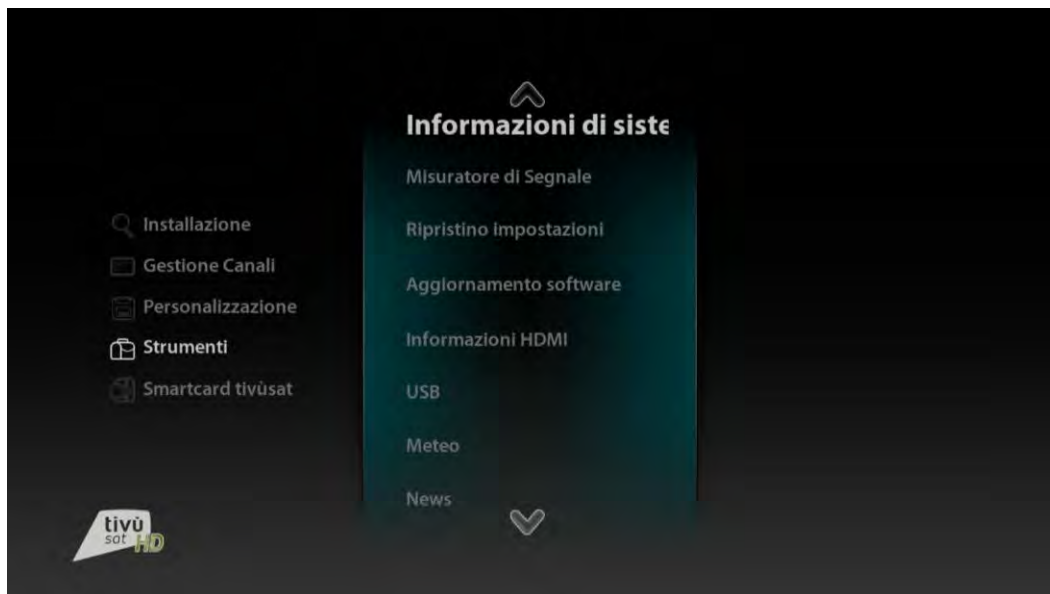 Informazioni di siste
Misuratore di Segnale
Ripristino impostazioni
Aggiornamento software
Informazioni HDMI
USB
Meteo
News
Installazione
Gestione Canali
Personalizzazione
Strumenti
Smartcard tivùsat
tivù
sat HD